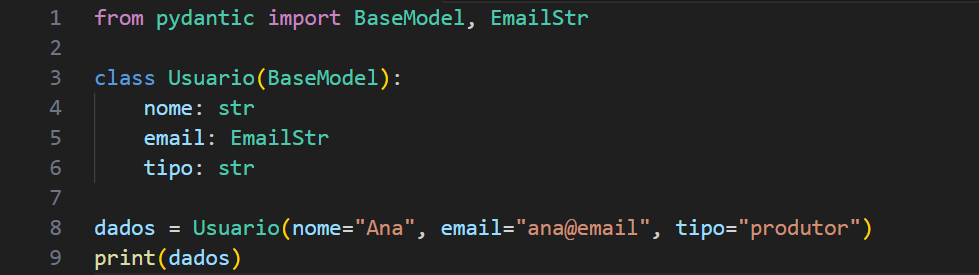 1 from pydantic import BaseModel, EmailStr
2
3 class Usuario(BaseModel):
4     nome: str
5     email: EmailStr
6     tipo: str
7
8 dados = Usuario(nome="Ana", email="ana@email", tipo="produtor")
9 print(dados)